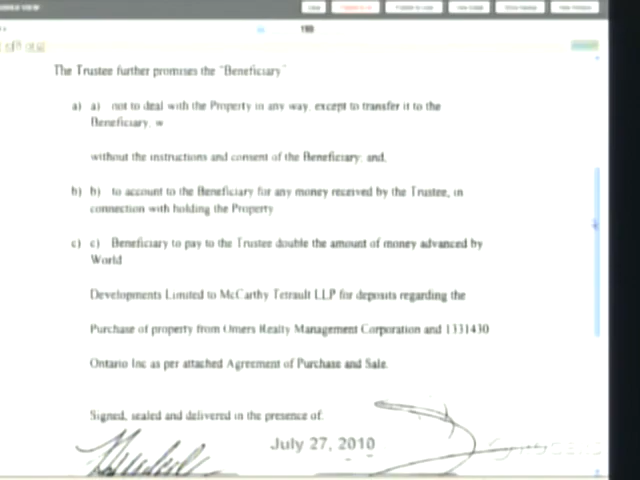 199
The Trustee further promises the "Beneficiary"
a) a) not to deal with the Property in any way, except to transfer it to the
Beneficiary, w
without the instructions and consent of the Beneficiary; and,
b) b) to account to the Beneficiary for any money received by the Trustee, in
connection with holding the Property
c) c) Beneficiary to pay to the Trustee double the amount of money advanced by
World
Developments Limited to McCarthy Tetrault LLP for deposits regarding the
Purchase of property from Omers Realty Management Corporation and 1331430
Ontario Inc as per attached Agreement of Purchase and Sale.
Signed, sealed and delivered in the presence of:
July 27, 2010